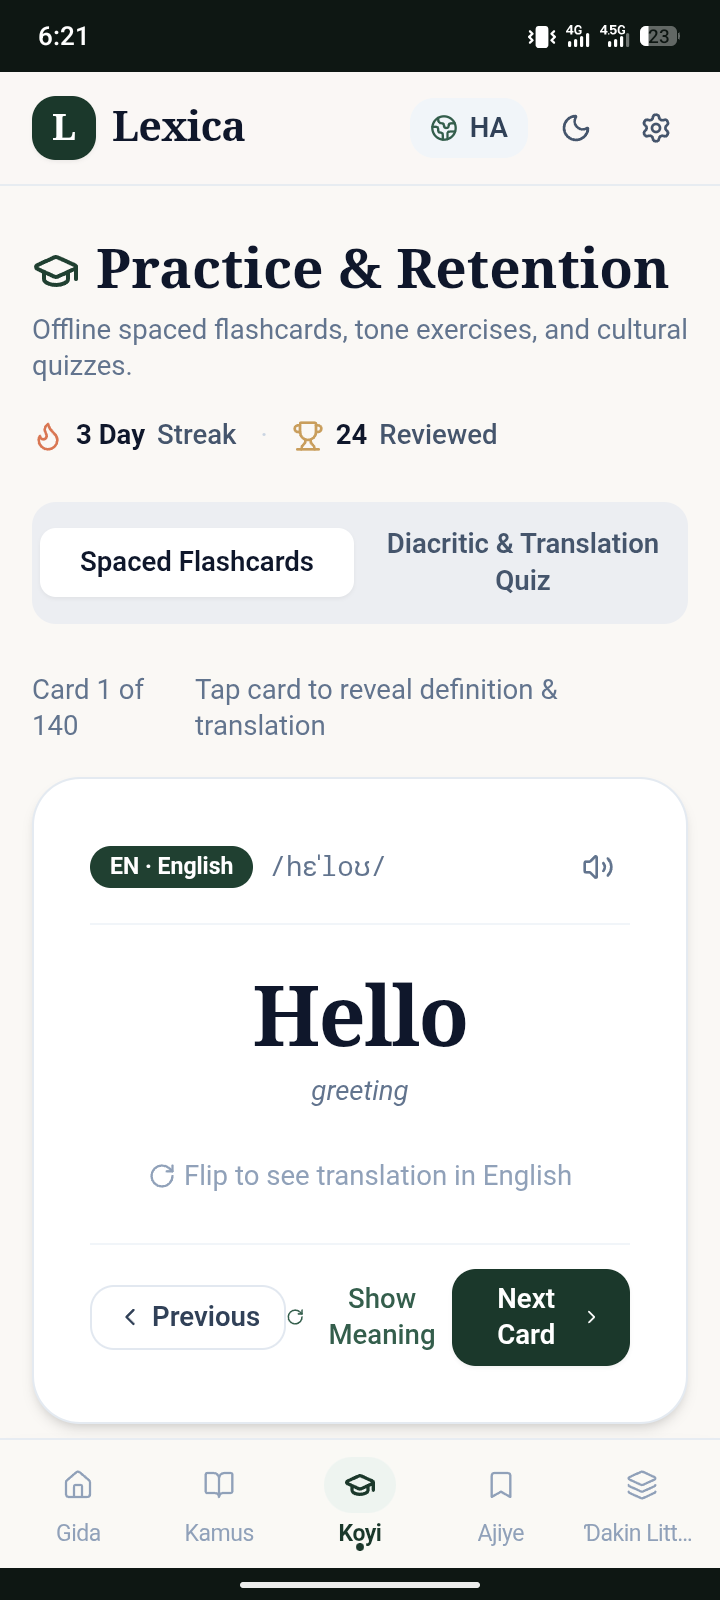 6:21
4G
4.5G
23
L
Lexica
HA
Practice & Retention
Offline spaced flashcards, tone exercises, and cultural
quizzes.
3 Day Streak · 24 Reviewed
Spaced Flashcards
Diacritic & Translation
Quiz
Card 1 of
140
Tap card to reveal definition &
translation
EN · English
/hɛˈloʊ/
Hello
greeting
Flip to see translation in English
Previous
Show
Meaning
Next
Card
Gida
Kamus
Koyi
Ajiye
Ɗakin Litt...